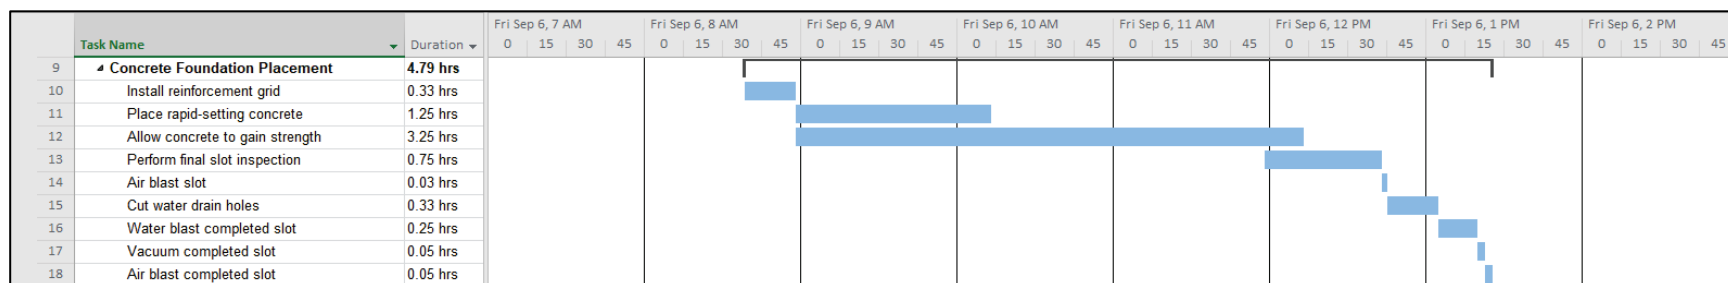 Fri Sep 6, 7 AM Fri Sep 6, 8 AM Fri Sep 6, 9 AM Fri Sep 6, 10 AM Fri Sep 6, 11 AM Fri Sep 6, 12 PM Fri Sep 6, 1 PM Fri Sep 6, 2 PM
Task Name Duration 0 15 30 45 0 15 30 45 0 15 30 45 0 15 30 45 0 15 30 45 0 15 30 45 0 15 30 45 0 15 30 45
9 Concrete Foundation Placement 4.79 hrs
10 Install reinforcement grid 0.33 hrs
11 Place rapid-setting concrete 1.25 hrs
12 Allow concrete to gain strength 3.25 hrs
13 Perform final slot inspection 0.75 hrs
14 Air blast slot 0.03 hrs
15 Cut water drain holes 0.33 hrs
16 Water blast completed slot 0.25 hrs
17 Vacuum completed slot 0.05 hrs
18 Air blast completed slot 0.05 hrs